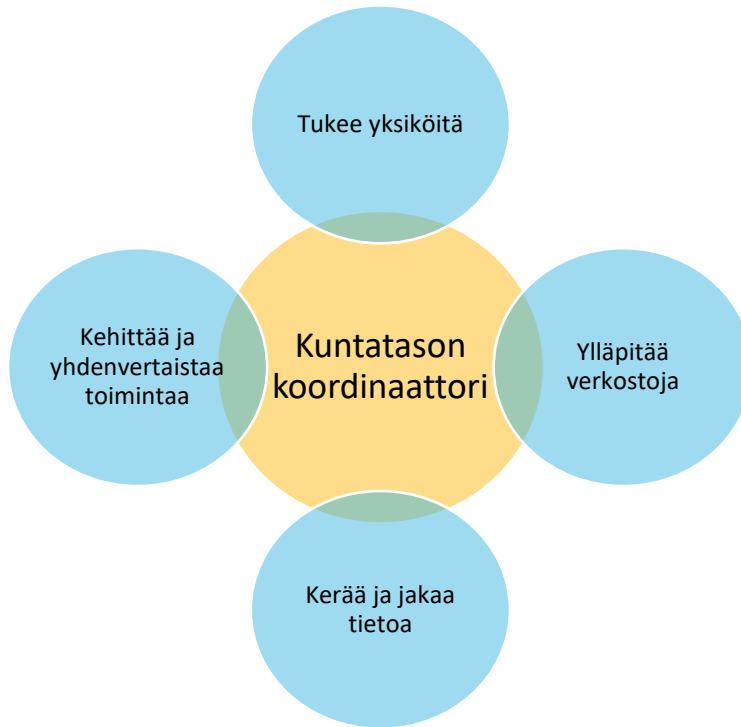 Tukee yksiköitä
Kehittää ja
yhdenvertaistaa
toimintaa
Kuntatason
koordinaattori
Ylläpitää
verkostoja
Kerää ja jakaa
tietoa